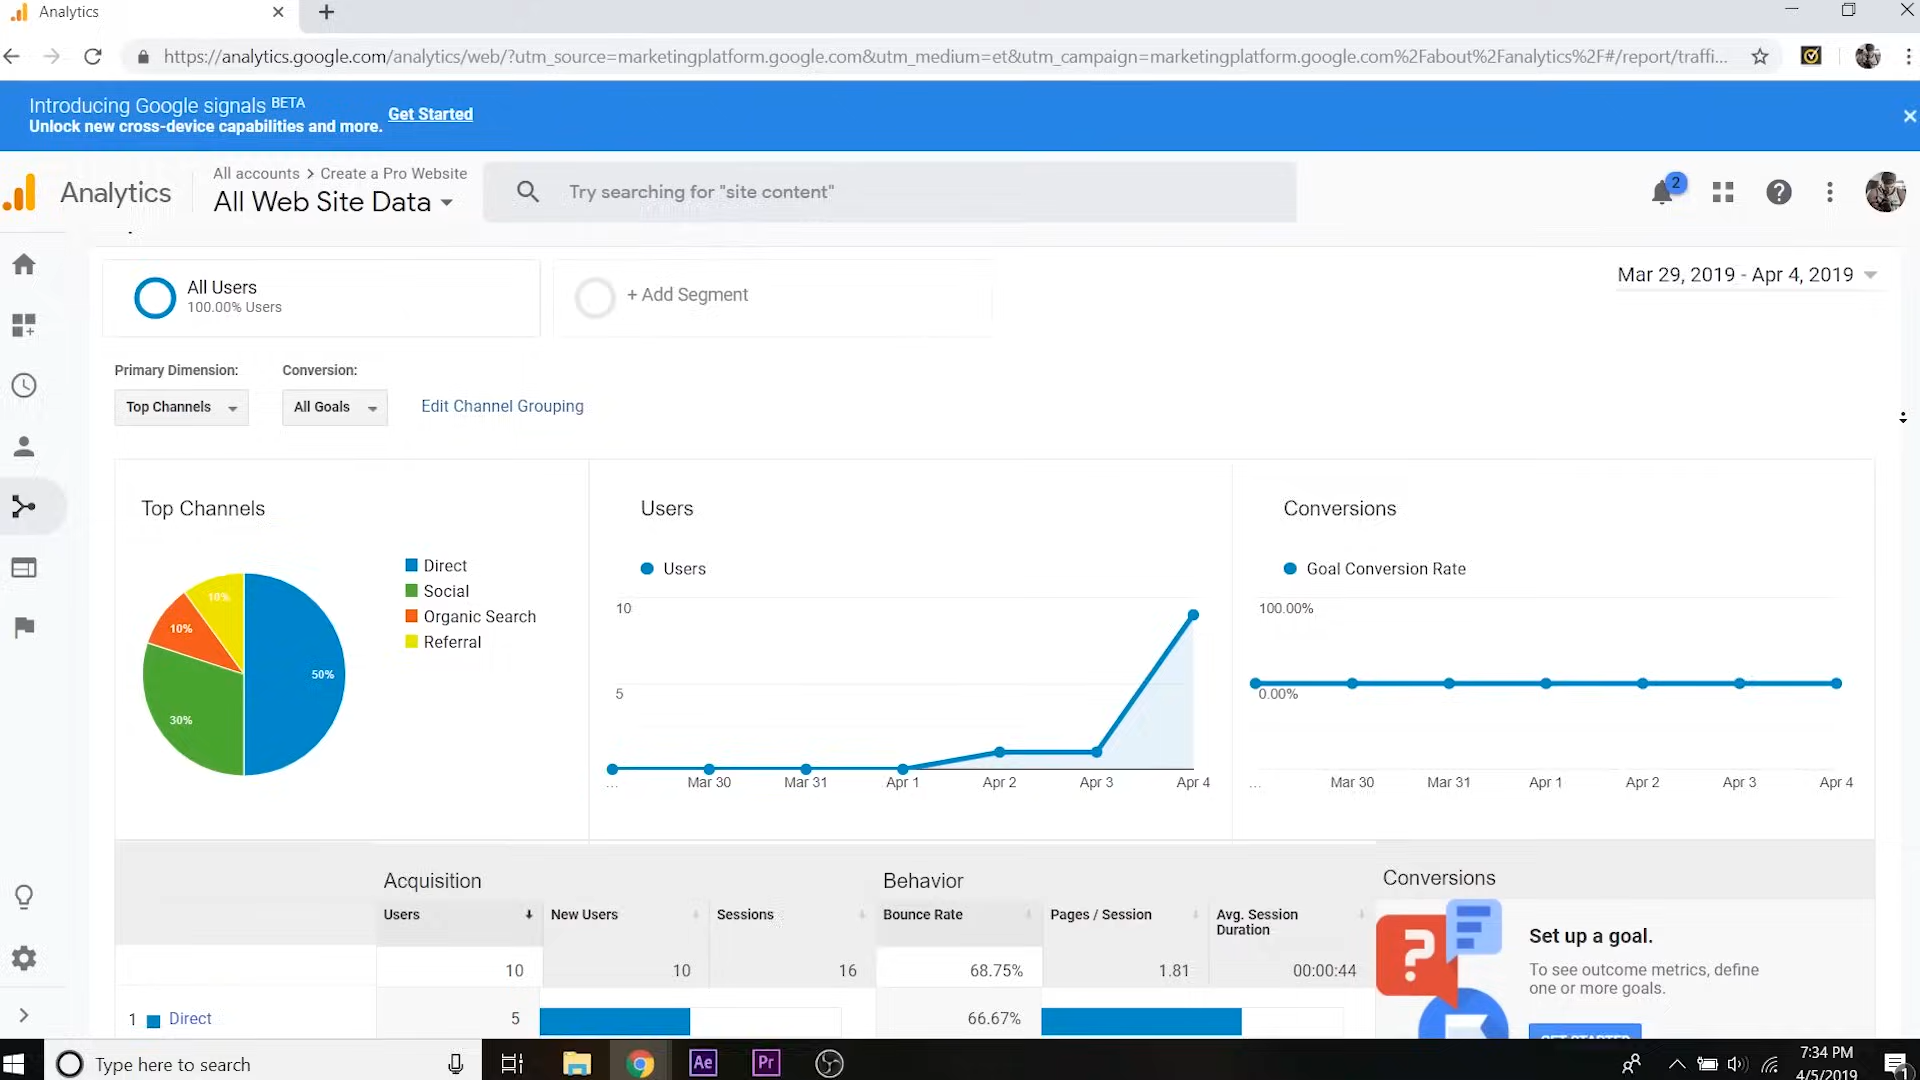 Analytics
https://analytics.google.com/analytics/web/?utm_source=marketingplatform.google.com&utm_medium=et&utm_campaign=marketingplatform.google.com%2Fabout%2Fanalytics%2F#/report/traffi...
Introducing Google signals BETA
Unlock new cross-device capabilities and more.
Get Started
Analytics
All accounts > Create a Pro Website
All Web Site Data
Try searching for "site content"
2
All Users
100.00% Users
+ Add Segment
Mar 29, 2019 - Apr 4, 2019
Primary Dimension:
Conversion:
Top Channels
All Goals
Edit Channel Grouping
Top Channels
Direct
Social
Organic Search
Referral
10%
10%
50%
30%
Users
Users
10
5
... Mar 30 Mar 31 Apr 1 Apr 2 Apr 3 Apr 4
Conversions
Goal Conversion Rate
100.00%
0.00%
... Mar 30 Mar 31 Apr 1 Apr 2 Apr 3 Apr 4
Acquisition
Behavior
Conversions
Users
New Users
Sessions
Bounce Rate
Pages / Session
Avg. Session
Duration
10 10 16 68.75% 1.81 00:00:44
1 Direct 5 66.67%
Set up a goal.
To see outcome metrics, define
one or more goals.
GET STARTED
Type here to search
Ae
Pr
7:34 PM
4/5/2019
1